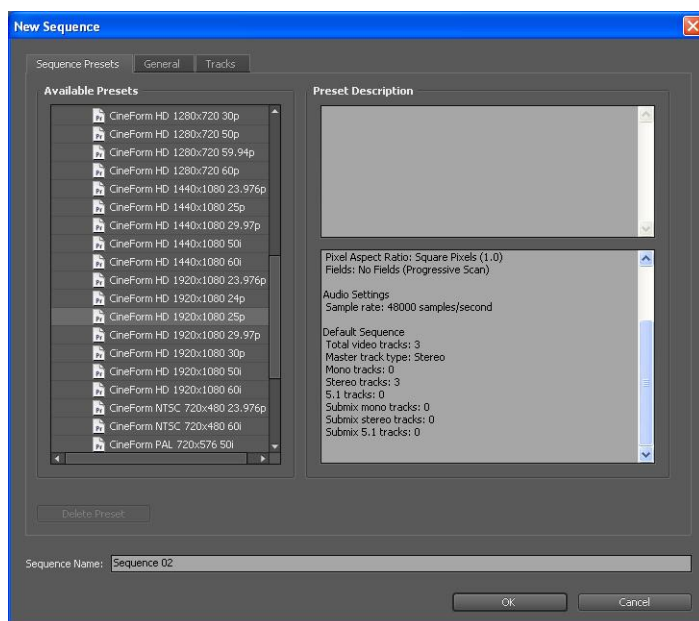 New Sequence
Sequence Presets
General
Tracks
Available Presets
CineForm HD 1280x720 30p
CineForm HD 1280x720 50p
CineForm HD 1280x720 59.94p
CineForm HD 1280x720 60p
CineForm HD 1440x1080 23.976p
CineForm HD 1440x1080 25p
CineForm HD 1440x1080 29.97p
CineForm HD 1440x1080 50i
CineForm HD 1440x1080 60i
CineForm HD 1920x1080 23.976p
CineForm HD 1920x1080 24p
CineForm HD 1920x1080 25p
CineForm HD 1920x1080 29.97p
CineForm HD 1920x1080 30p
CineForm HD 1920x1080 50i
CineForm HD 1920x1080 60i
CineForm NTSC 720x480 23.976p
CineForm NTSC 720x480 60i
CineForm PAL 720x576 50i
Preset Description
Pixel Aspect Ratio: Square Pixels (1.0)
Fields: No Fields (Progressive Scan)
Audio Settings
Sample rate: 48000 samples/second
Default Sequence
Total video tracks: 3
Master track type: Stereo
Mono tracks: 0
Stereo tracks: 3
5.1 tracks: 0
Submix mono tracks: 0
Submix stereo tracks: 0
Submix 5.1 tracks: 0
Delete Preset
Sequence Name: Sequence 02
OK
Cancel